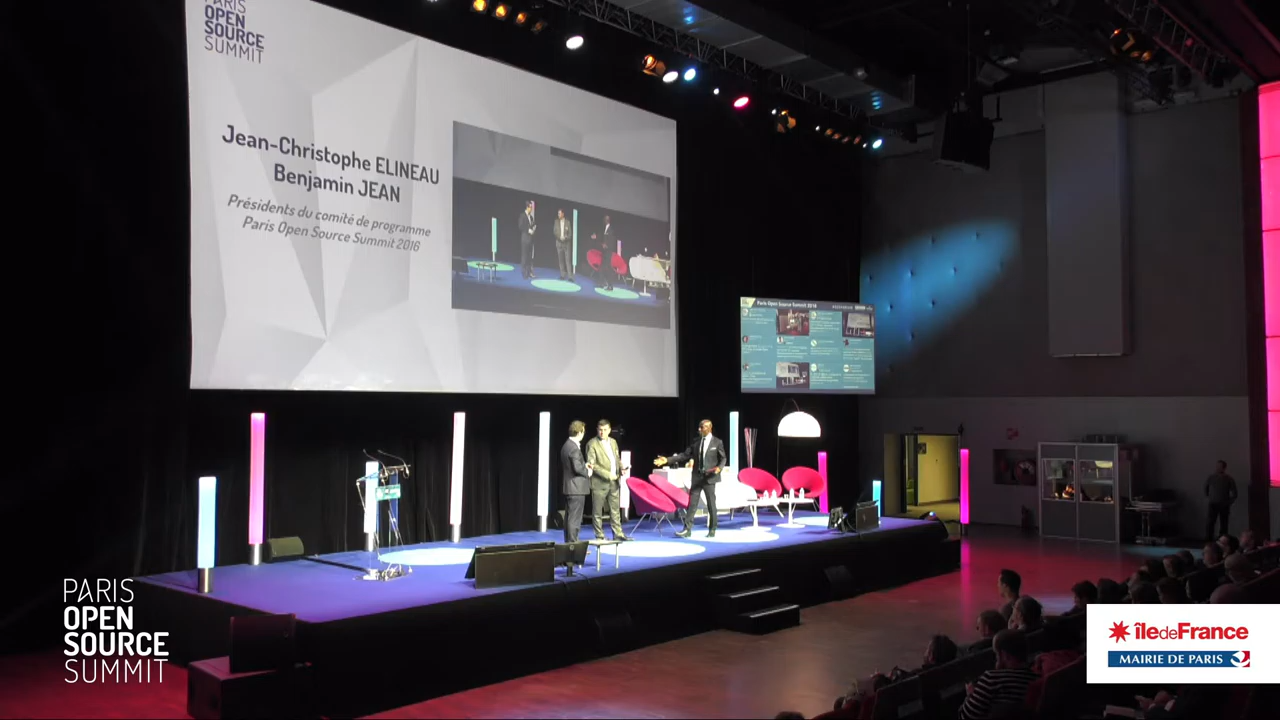 PARIS
OPEN
SOURCE
SUMMIT
Jean-Christophe ELINEAU
Benjamin JEAN
Présidents du comité de programme
Paris Open Source Summit 2016
Paris Open Source Summit 2016
PARIS
OPEN
SOURCE
SUMMIT
îledeFrance
MAIRIE DE PARIS